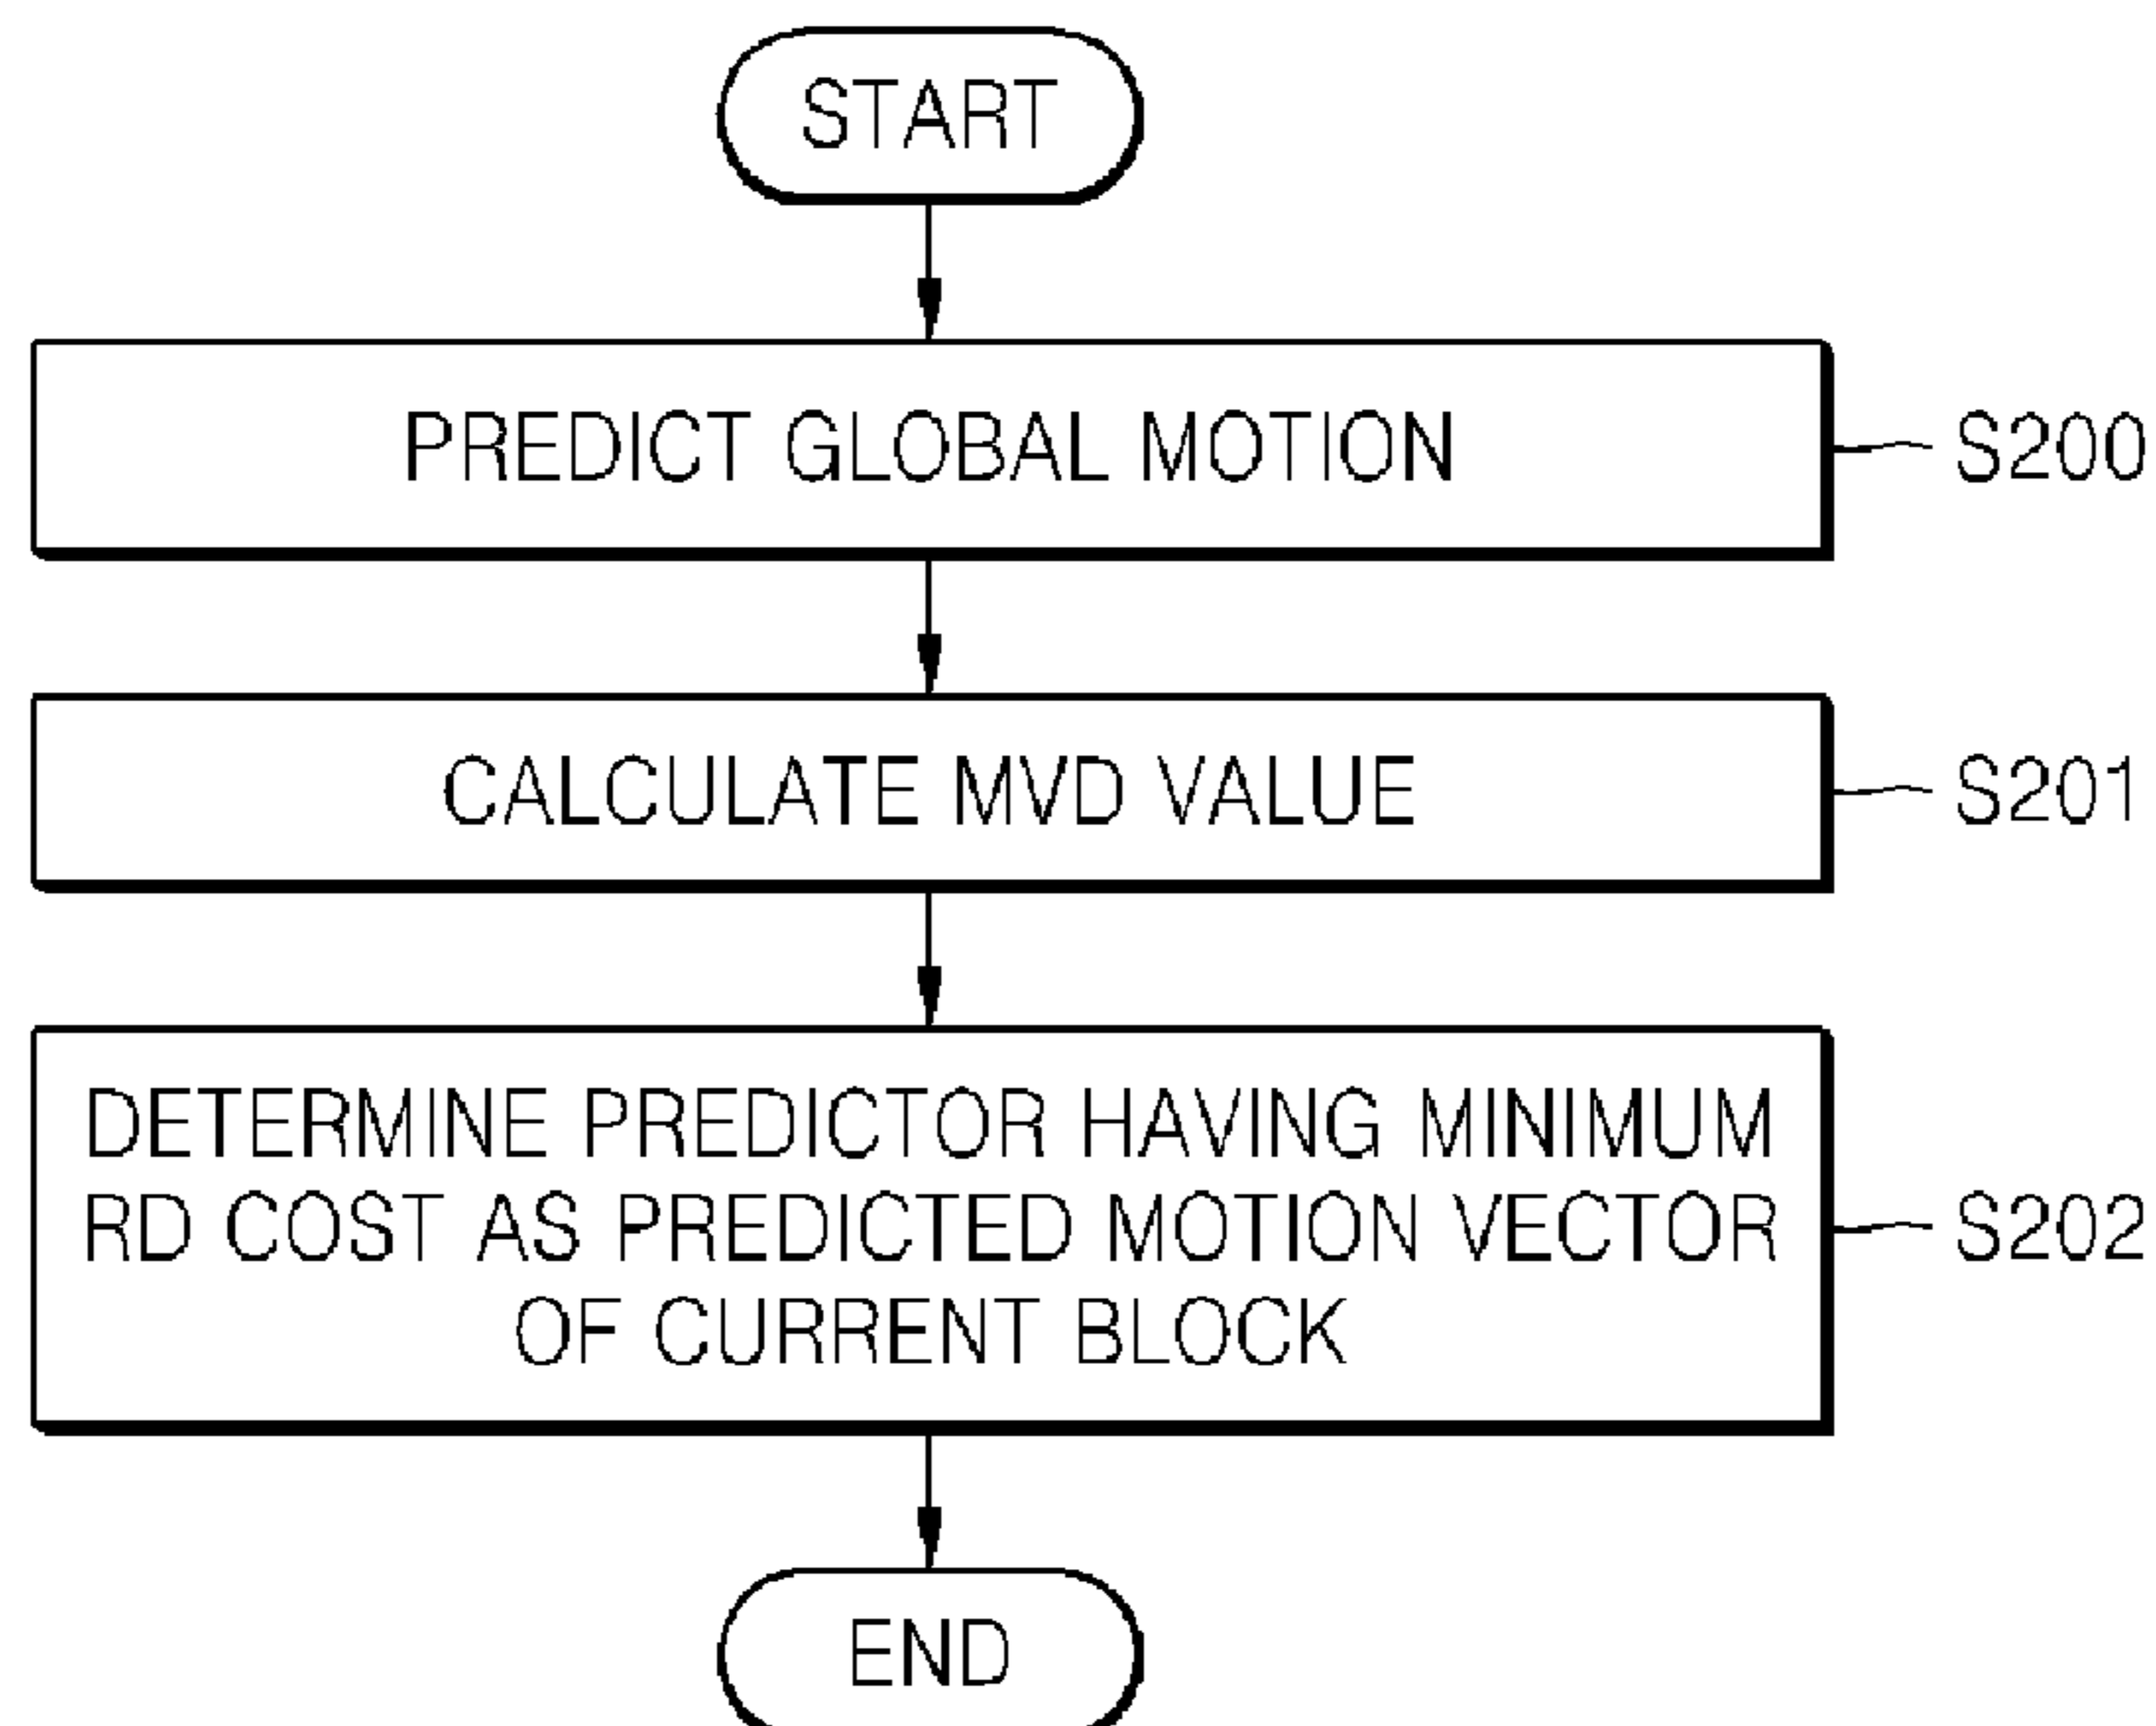 START
PREDICT GLOBAL MOTION
S200
CALCULATE MVD VALUE
S201
DETERMINE PREDICTOR HAVING MINIMUM
RD COST AS PREDICTED MOTION VECTOR
OF CURRENT BLOCK
S202
END